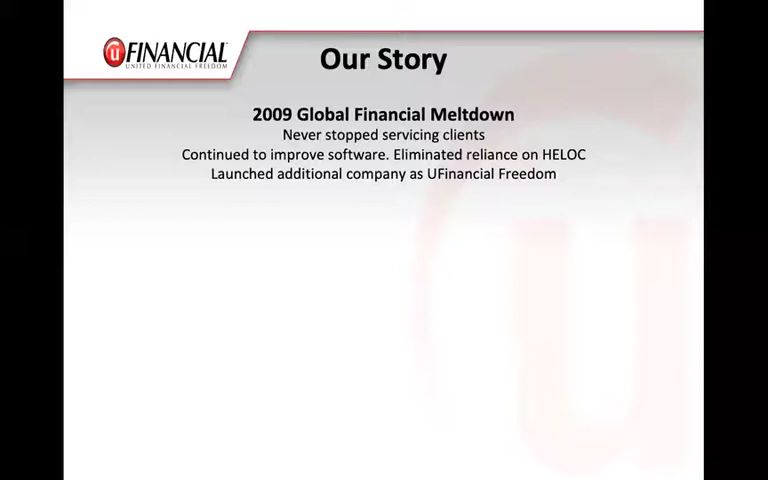 u FINANCIAL
UNITED FINANCIAL FREEDOM
Our Story
2009 Global Financial Meltdown
Never stopped servicing clients
Continued to improve software. Eliminated reliance on HELOC
Launched additional company as UFinancial Freedom
u